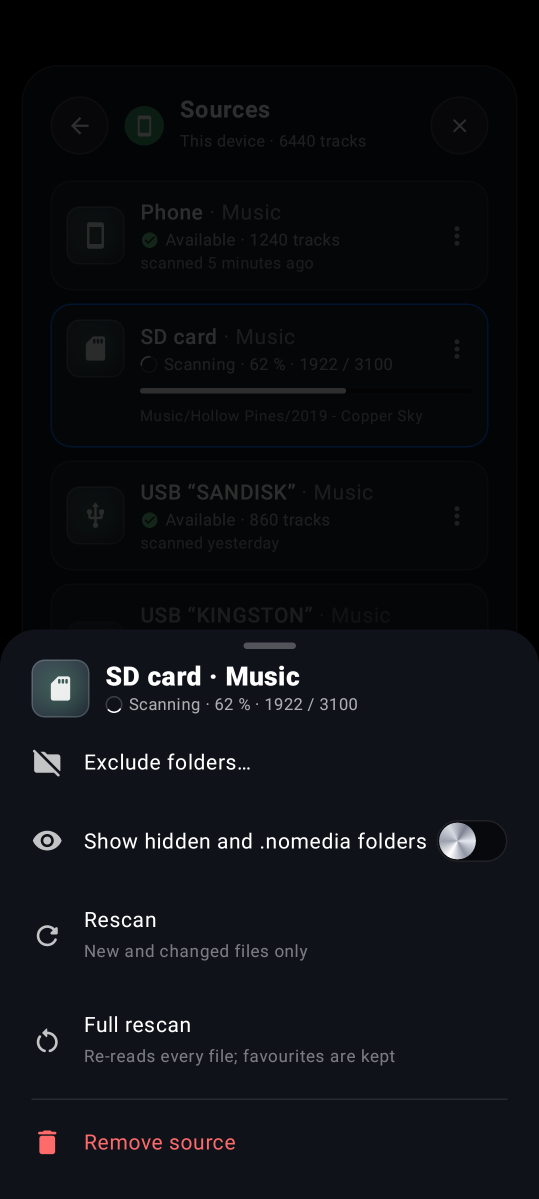 Sources
This device · 6440 tracks
Phone · Music
Available · 1240 tracks
scanned 5 minutes ago
SD card · Music
Scanning · 62 % · 1922 / 3100
Music/Hollow Pines/2019 - Copper Sky
USB “SANDISK” · Music
Available · 860 tracks
scanned yesterday
USB “KINGSTON” · Music
SD card · Music
Scanning · 62 % · 1922 / 3100
Exclude folders…
Show hidden and .nomedia folders
Rescan
New and changed files only
Full rescan
Re-reads every file; favourites are kept
Remove source